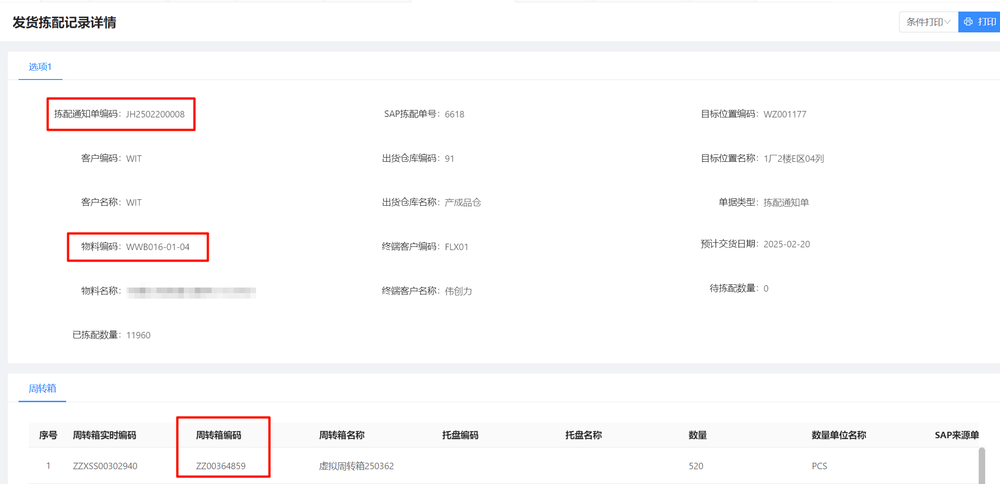 发货拣配记录详情
条件打印 打印
选项1
拣配通知单编码: JH2502200008 SAP拣配单号: 6618 目标位置编码: WZ001177
客户编码: WIT 出货仓库编码: 91 目标位置名称: 1厂2楼E区04列
客户名称: WIT 出货仓库名称: 产成品仓 单据类型: 拣配通知单
物料编码: WWB016-01-04 终端客户编码: FLX01 预计交货日期: 2025-02-20
物料名称: 终端客户名称: 伟创力 待拣配数量: 0
已拣配数量: 11960
周转箱
序号 周转箱实时编码 周转箱编码 周转箱名称 托盘编码 托盘名称 数量 数量单位名称 SAP来源单
1 ZZXSS00302940 ZZ00364859 虚拟周转箱250362 520 PCS